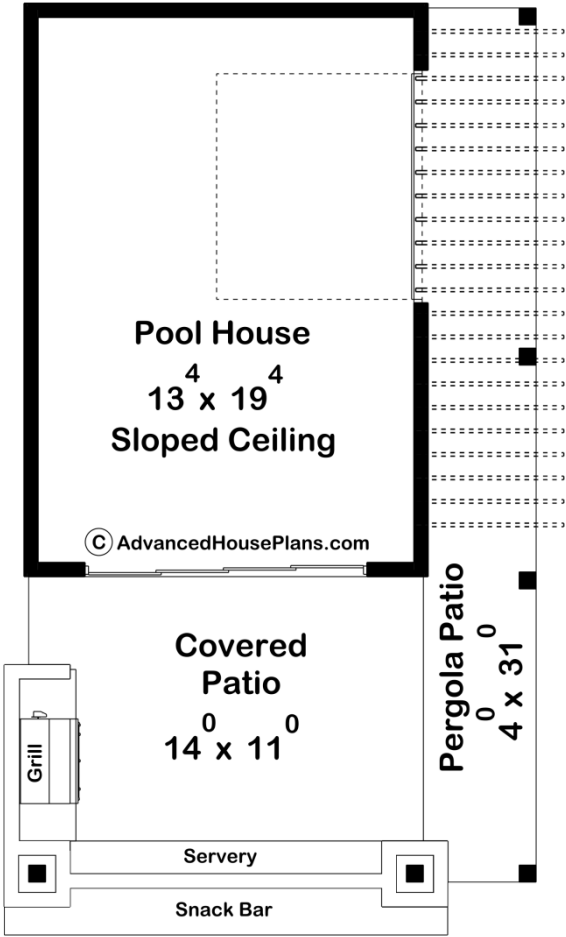 Pool House
13⁴ x 19⁴
Sloped Ceiling
© AdvancedHousePlans.com
Covered
Patio
14⁰ x 11⁰
Pergola Patio
4⁰ x 31⁰
Grill
Servery
Snack Bar